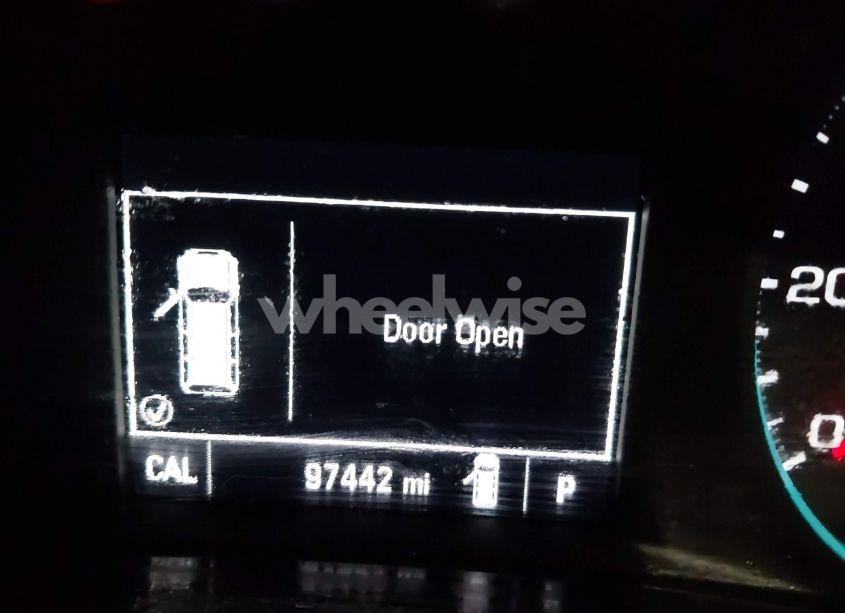 wheelwise
Door Open
CAL 97442 mi P
20
0